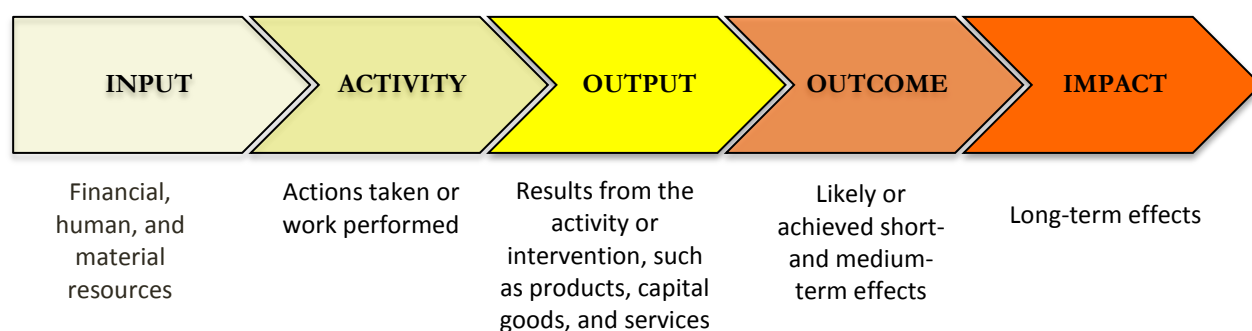 INPUT
ACTIVITY
OUTPUT
OUTCOME
IMPACT
Financial,
human, and
material
resources
Actions taken or
work performed
Results from the
activity or
intervention, such
as products, capital
goods, and services
Likely or
achieved short-
and medium-
term effects
Long-term effects